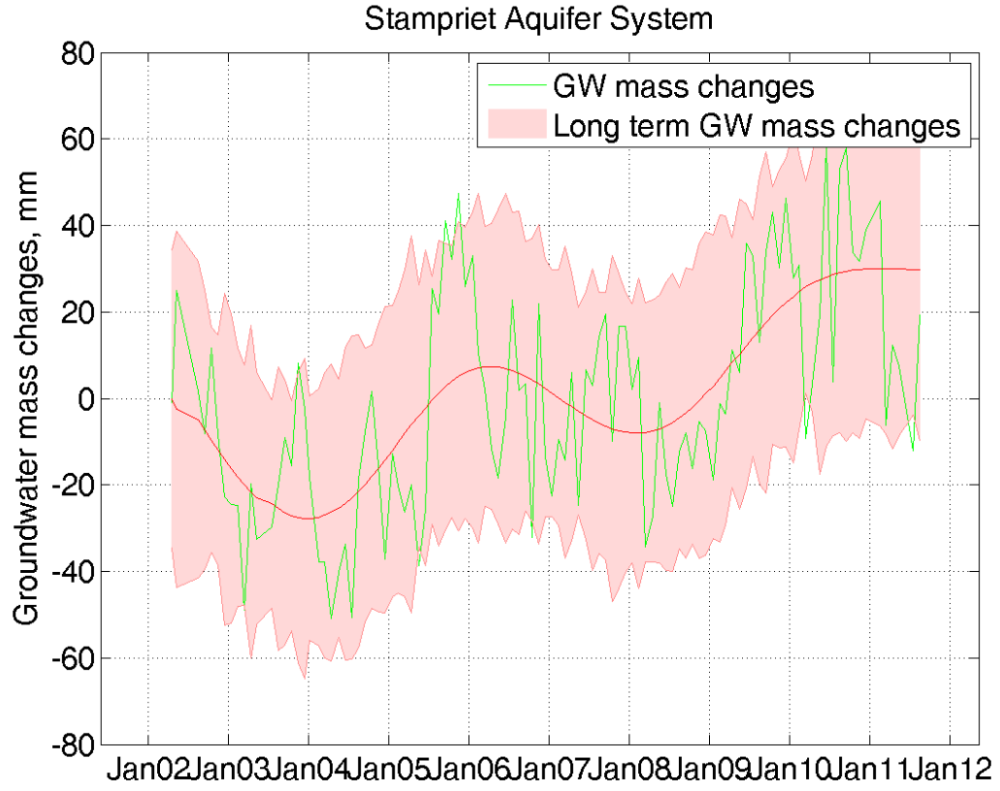 Stampriet Aquifer System
GW mass changes
Long term GW mass changes
Groundwater mass changes, mm
80
60
40
20
0
-20
-40
-60
-80
Jan02 Jan03 Jan04 Jan05 Jan06 Jan07 Jan08 Jan09 Jan10 Jan11 Jan12